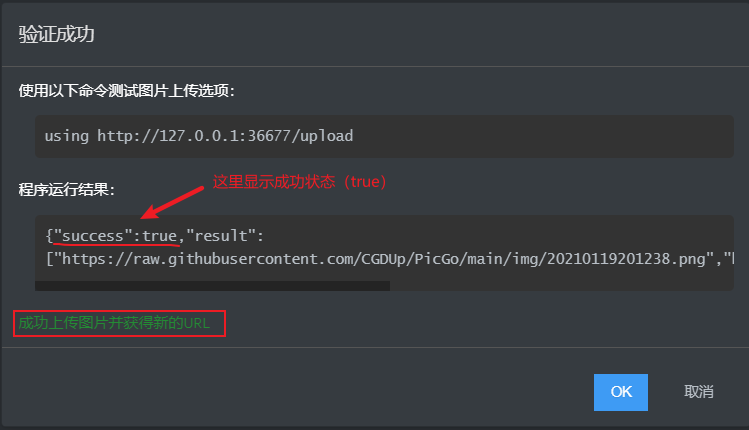 验证成功
使用以下命令测试图片上传选项：
using http://127.0.0.1:36677/upload
这里显示成功状态（true）
程序运行结果：
{"success":true,"result":
["https://raw.githubusercontent.com/CGDUp/PicGo/main/img/20210119201238.png","
成功上传图片并获得新的URL
OK
取消